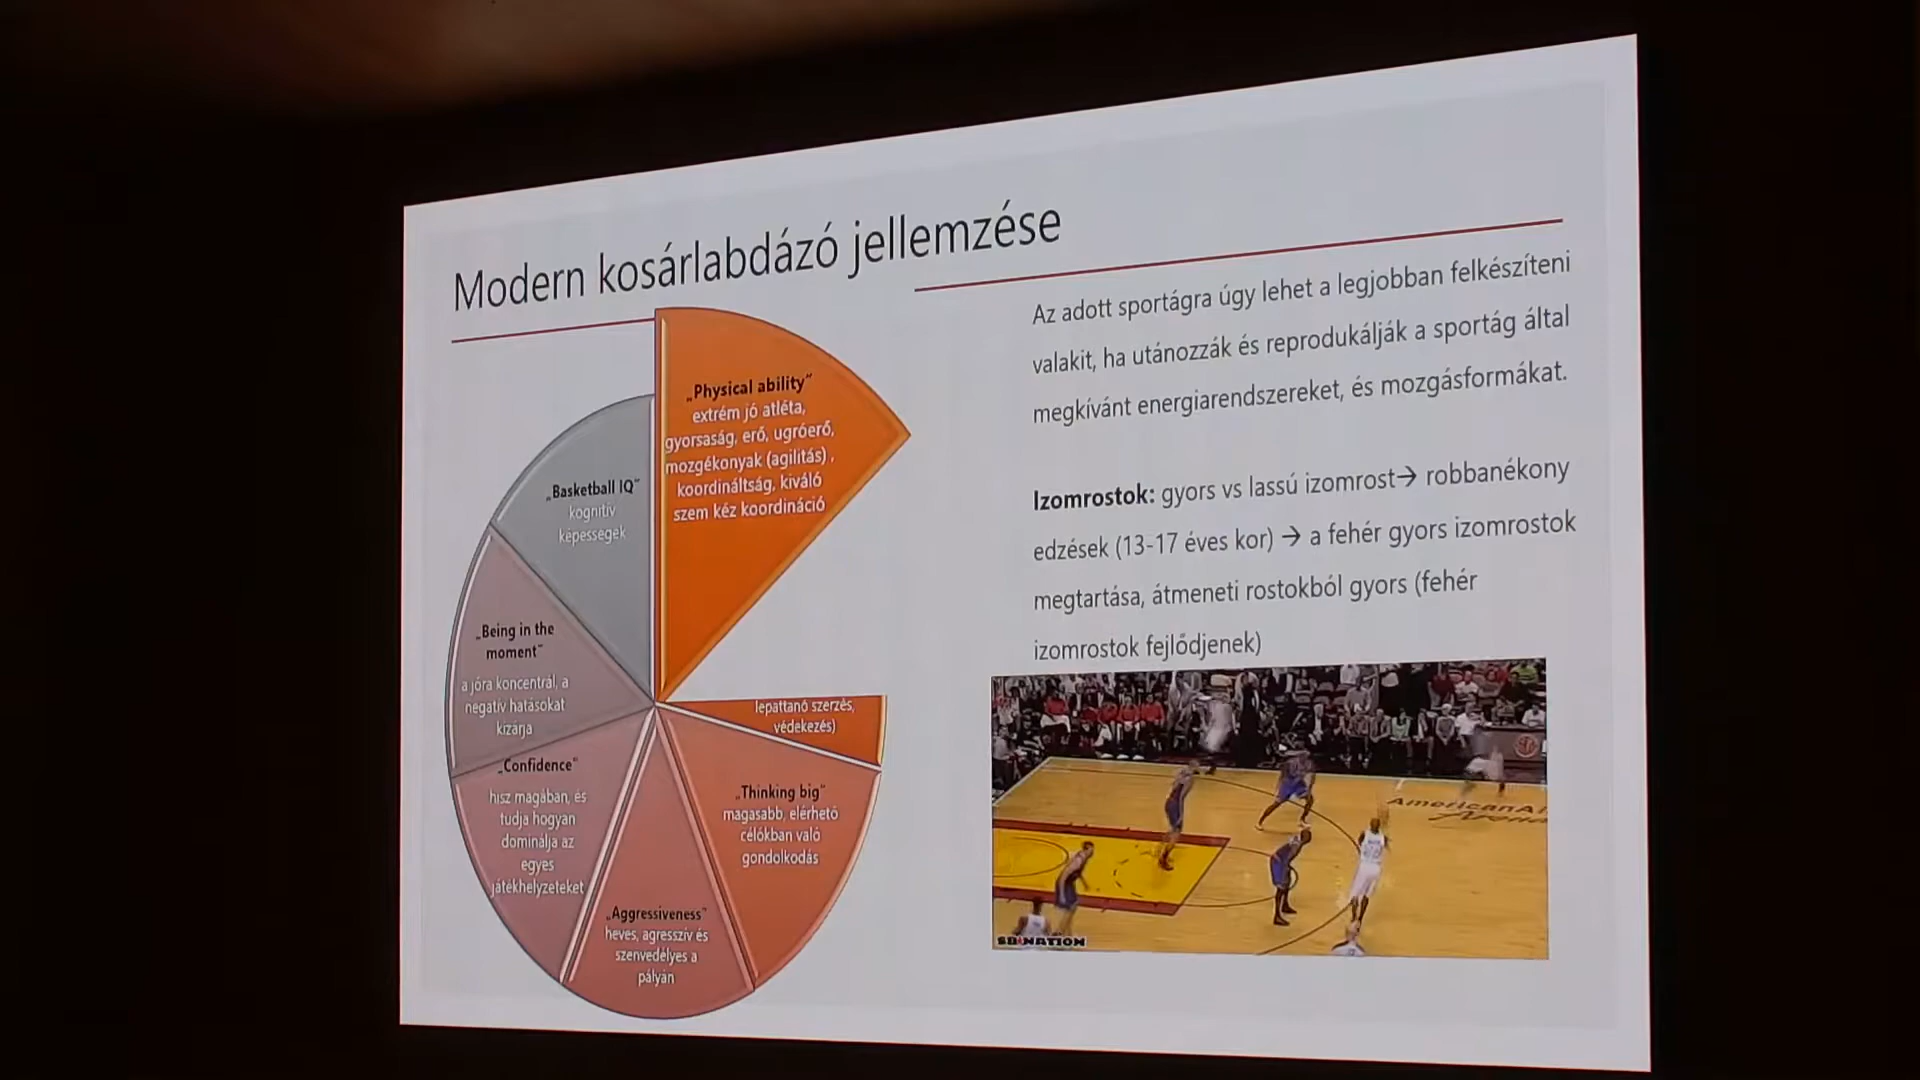 Modern kosárlabdázó jellemzése
„Physical ability”
extrém jó atléta,
gyorsaság, erő, ugróerő,
mozgékonyak (agilitás) ,
koordináltság, kiváló
szem kéz koordináció
lepattanó szerzés,
védekezés)
„Thinking big”
magasabb, elérhető
célókban való
gondolkodás
„Aggressiveness”
heves, agresszív és
szenvedélyes a
pályán
„Confidence”
hisz magában, és
tudja hogyan
dominálja az
egyes
játékhelyzeteket
„Being in the
moment”
a jóra koncentrál, a
negatív hatásokat
kizárja
„Basketball IQ”
kognitív
képességek
Az adott sportágra úgy lehet a legjobban felkészíteni
valakit, ha utánozzák és reprodukálják a sportág által
megkívánt energiarendszereket, és mozgásformákat.
Izomrostok: gyors vs lassú izomrost→ robbanékony
edzések (13-17 éves kor) → a fehér gyors izomrostok
megtartása, átmeneti rostokból gyors (fehér
izomrostok fejlődjenek)
AmericanAi
Arena
SB NATION